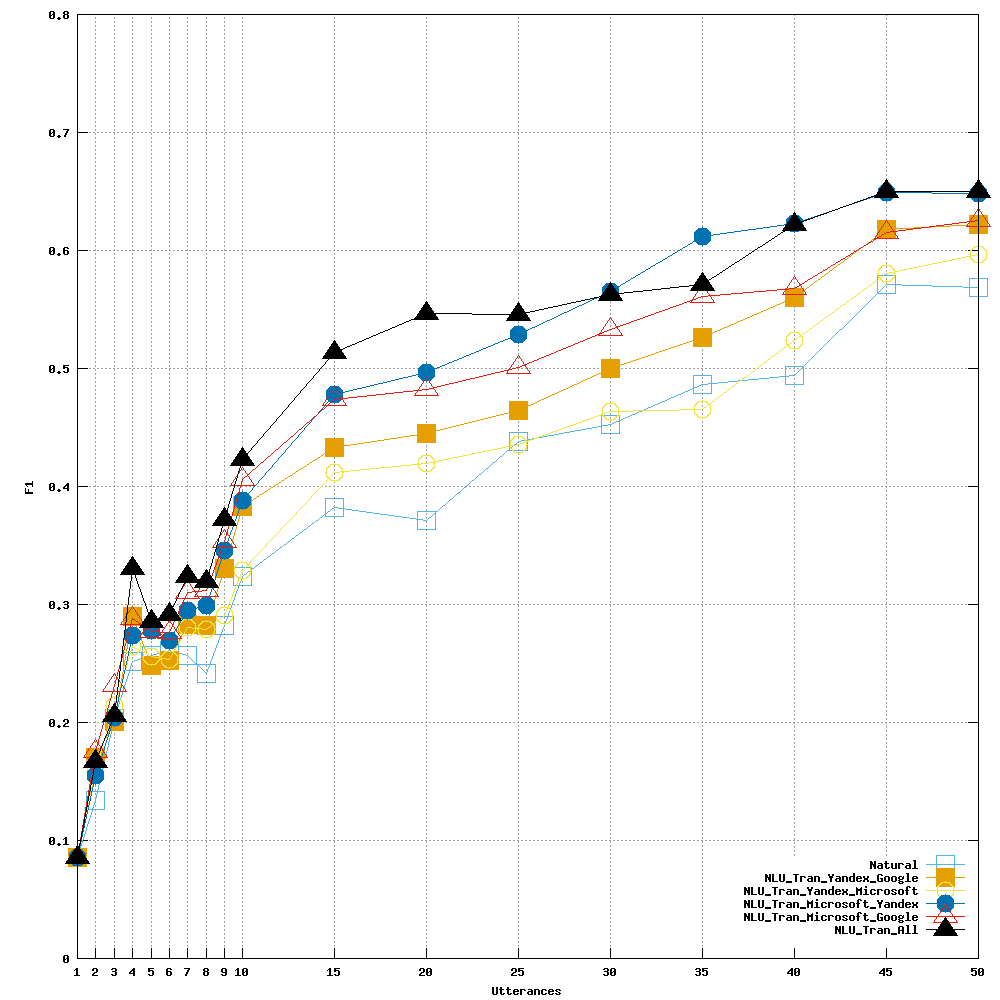 0.8
0.7
0.6
0.5
0.4
0.3
0.2
0.1
0
F1
1 2 3 4 5 6 7 8 9 10 15 20 25 30 35 40 45 50
Utterances
Natural
NLU_Tran_Yandex_Google
NLU_Tran_Yandex_Microsoft
NLU_Tran_Microsoft_Yandex
NLU_Tran_Microsoft_Google
NLU_Tran_All